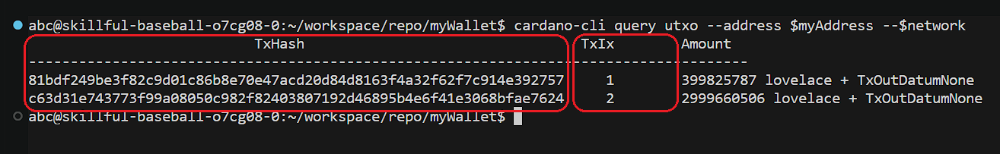 abc@skillful-baseball-o7cg08-0:~/workspace/repo/myWallet$ cardano-cli query utxo --address $myAddress --$network
TxHash TxIx Amount
--------------------------------------------------------------------------------------
81bdf249be3f82c9d01c86b8e70e47acd20d84d8163f4a32f62f7c914e392757 1 399825787 lovelace + TxOutDatumNone
c63d31e743773f99a08050c982f82403807192d46895b4e6f41e3068bfae7624 2 2999660506 lovelace + TxOutDatumNone
abc@skillful-baseball-o7cg08-0:~/workspace/repo/myWallet$